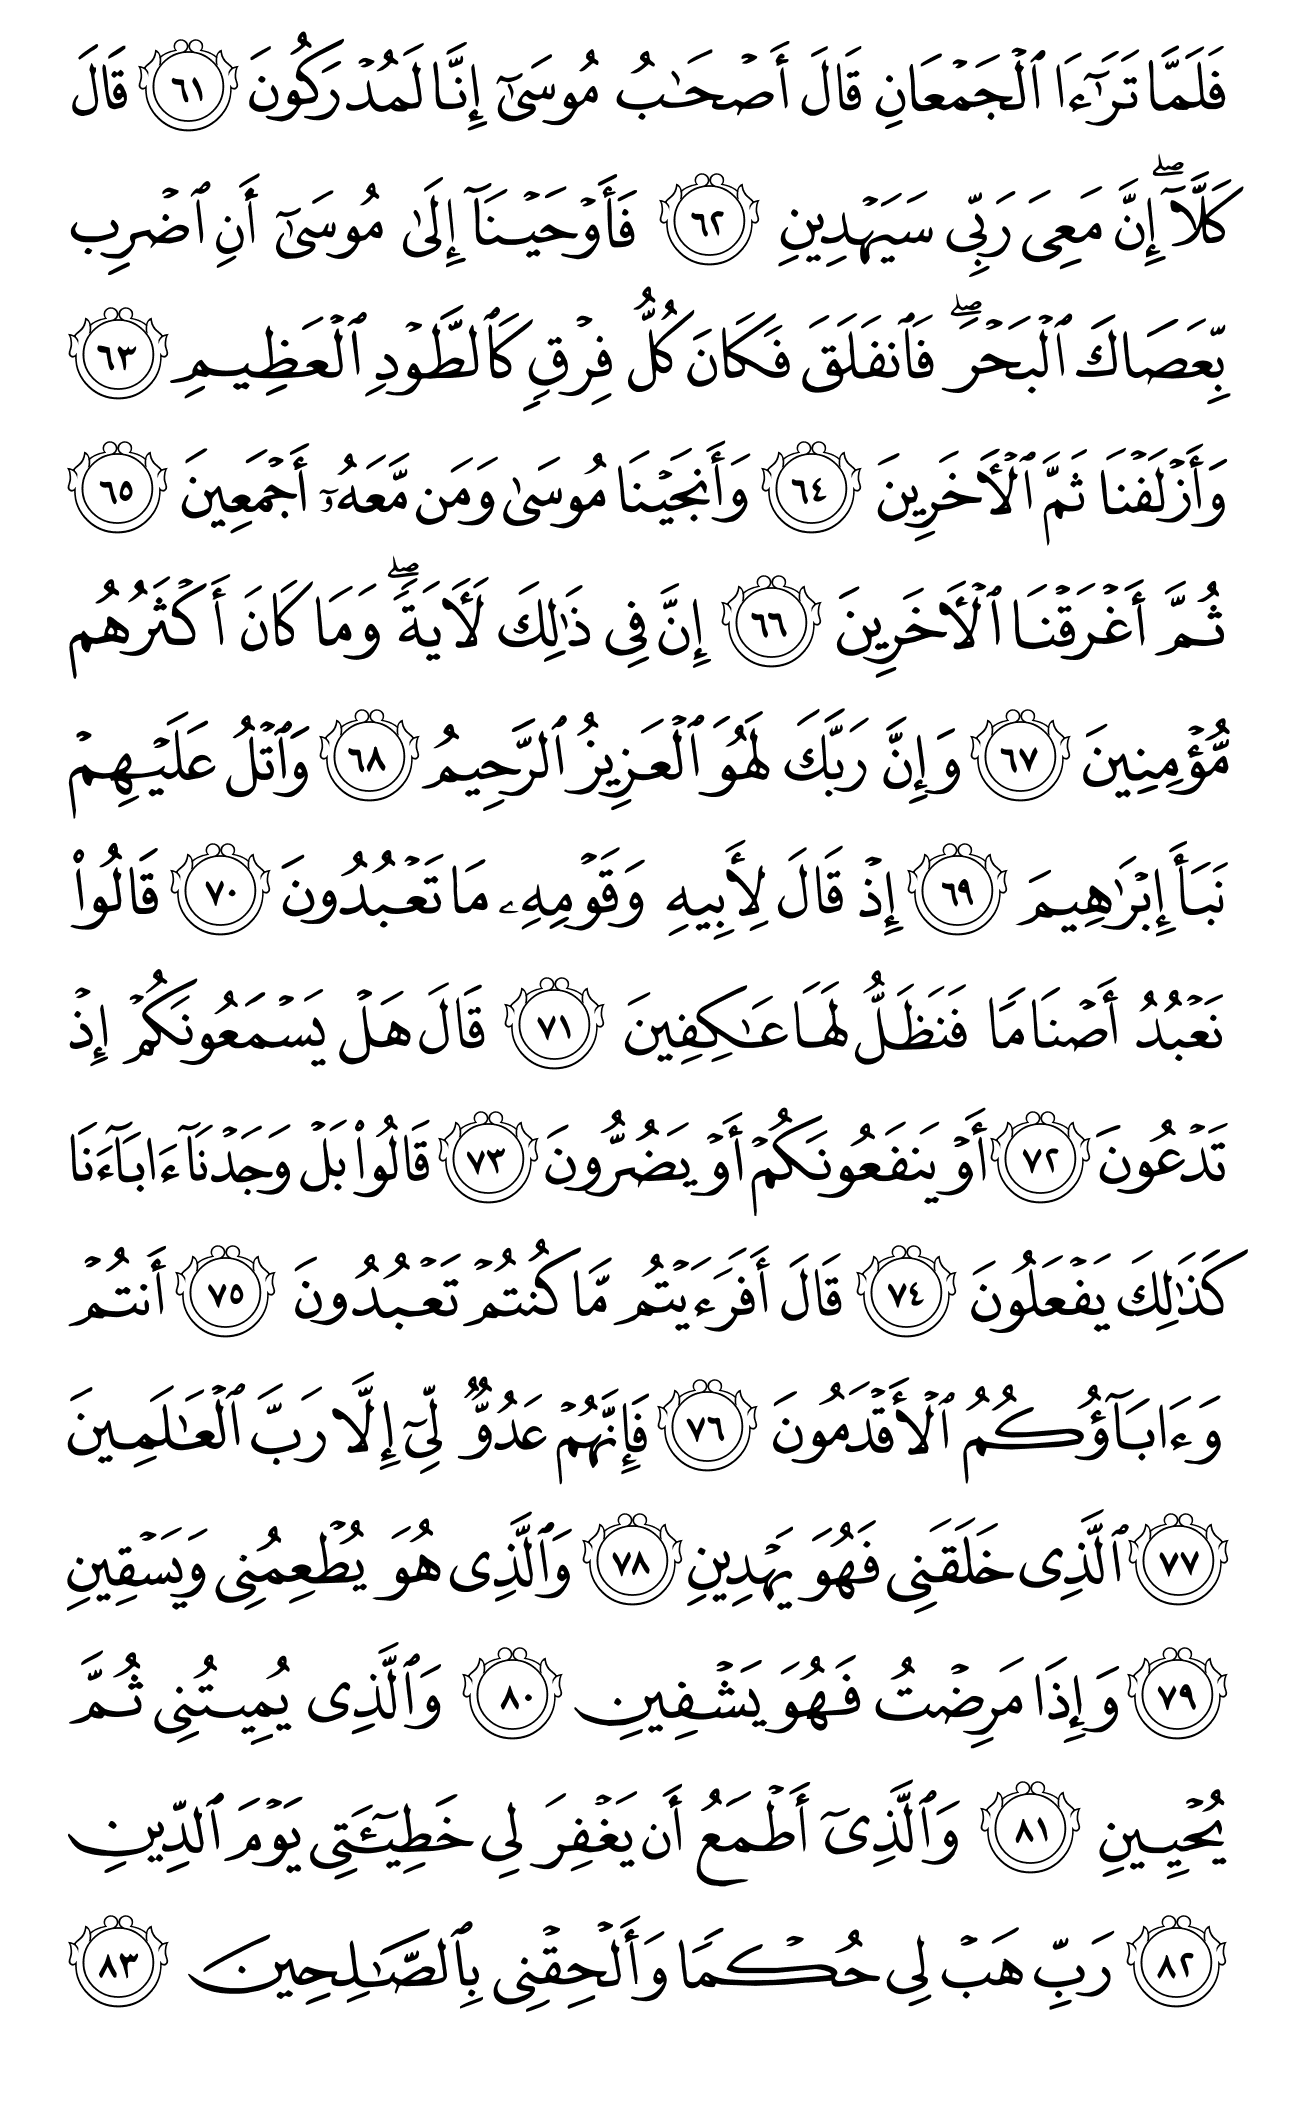 فَلَمَّا تَرَٰٓءَا ٱلْجَمْعَانِ قَالَ أَصْحَـٰبُ مُوسَىٰٓ إِنَّا لَمُدْرَكُونَ ٦١ قَالَ
كَلَّآ ۖ إِنَّ مَعِىَ رَبِّى سَيَهْدِينِ ٦٢ فَأَوْحَيْنَآ إِلَىٰ مُوسَىٰٓ أَنِ ٱضْرِب
بِّعَصَاكَ ٱلْبَحْرَ ۖ فَٱنفَلَقَ فَكَانَ كُلُّ فِرْقٍ كَٱلطَّوْدِ ٱلْعَظِيمِ ٦٣
وَأَزْلَفْنَا ثَمَّ ٱلْـَٔاخَرِينَ ٦٤ وَأَنجَيْنَا مُوسَىٰ وَمَن مَّعَهُۥٓ أَجْمَعِينَ ٦٥
ثُمَّ أَغْرَقْنَا ٱلْـَٔاخَرِينَ ٦٦ إِنَّ فِى ذَٰلِكَ لَـَٔايَةً ۖ وَمَا كَانَ أَكْثَرُهُم
مُّؤْمِنِينَ ٦٧ وَإِنَّ رَبَّكَ لَهُوَ ٱلْعَزِيزُ ٱلرَّحِيمُ ٦٨ وَٱتْلُ عَلَيْهِمْ
نَبَأَ إِبْرَٰهِيمَ ٦٩ إِذْ قَالَ لِأَبِيهِ وَقَوْمِهِۦ مَا تَعْبُدُونَ ٧٠ قَالُوا۟
نَعْبُدُ أَصْنَامًا فَنَظَلُّ لَهَا عَـٰكِفِينَ ٧١ قَالَ هَلْ يَسْمَعُونَكُمْ إِذْ
تَدْعُونَ ٧٢ أَوْ يَنفَعُونَكُمْ أَوْ يَضُرُّونَ ٧٣ قَالُوا۟ بَلْ وَجَدْنَآ ءَابَآءَنَا
كَذَٰلِكَ يَفْعَلُونَ ٧٤ قَالَ أَفَرَءَيْتُم مَّا كُنتُمْ تَعْبُدُونَ ٧٥ أَنتُمْ
وَءَابَآؤُكُمُ ٱلْأَقْدَمُونَ ٧٦ فَإِنَّهُمْ عَدُوٌّ لِّىٓ إِلَّا رَبَّ ٱلْعَـٰلَمِينَ
٧٧ ٱلَّذِى خَلَقَنِى فَهُوَ يَهْدِينِ ٧٨ وَٱلَّذِى هُوَ يُطْعِمُنِى وَيَسْقِينِ
٧٩ وَإِذَا مَرِضْتُ فَهُوَ يَشْفِينِ ٨٠ وَٱلَّذِى يُمِيتُنِى ثُمَّ
يُحْيِينِ ٨١ وَٱلَّذِىٓ أَطْمَعُ أَن يَغْفِرَ لِى خَطِيٓـَٔتِى يَوْمَ ٱلدِّينِ
٨٢ رَبِّ هَبْ لِى حُكْمًا وَأَلْحِقْنِى بِٱلصَّـٰلِحِينَ ٨٣